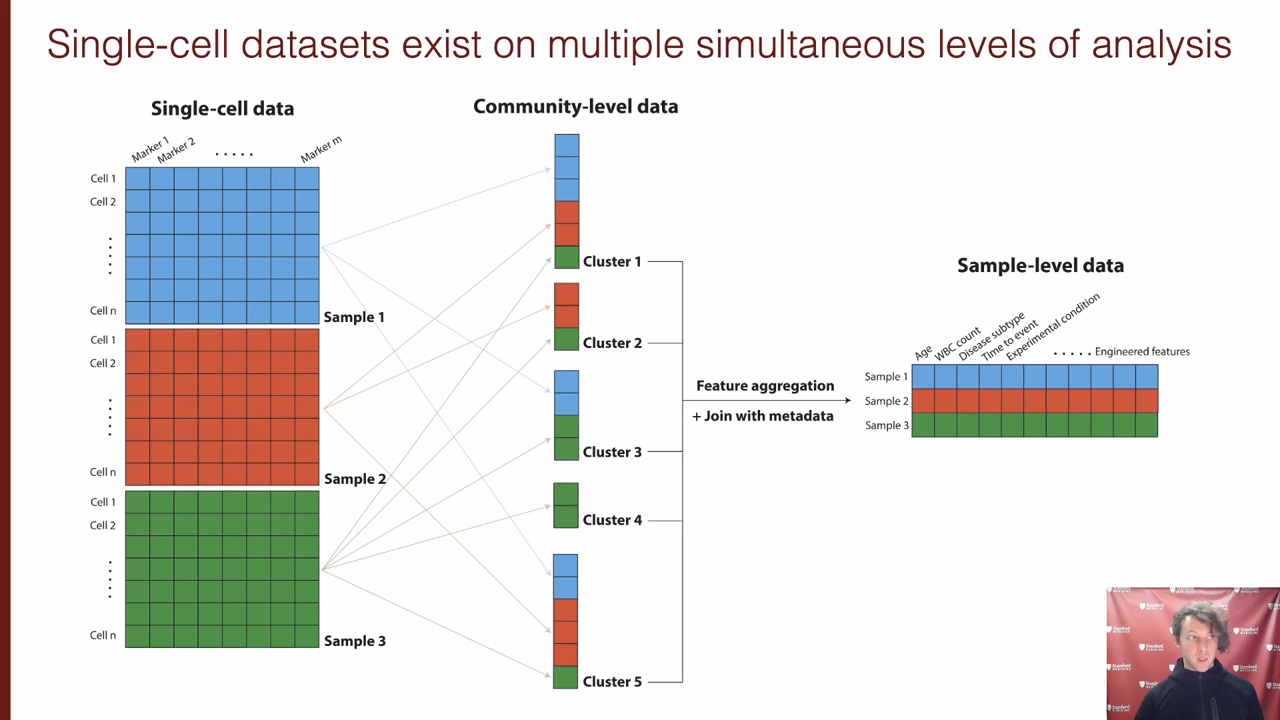 Single-cell datasets exist on multiple simultaneous levels of analysis
Single-cell data
Marker 1
Marker 2
. . . . .
Marker m
Cell 1
Cell 2
Cell n
Sample 1
Cell 1
Cell 2
Cell n
Sample 2
Cell 1
Cell 2
Cell n
Sample 3
Community-level data
Cluster 1
Cluster 2
Cluster 3
Cluster 4
Cluster 5
Feature aggregation
+ Join with metadata
Sample-level data
Age
WBC count
Disease subtype
Time to event
Experimental condition
. . . . . Engineered features
Sample 1
Sample 2
Sample 3
Stanford
MEDICINE